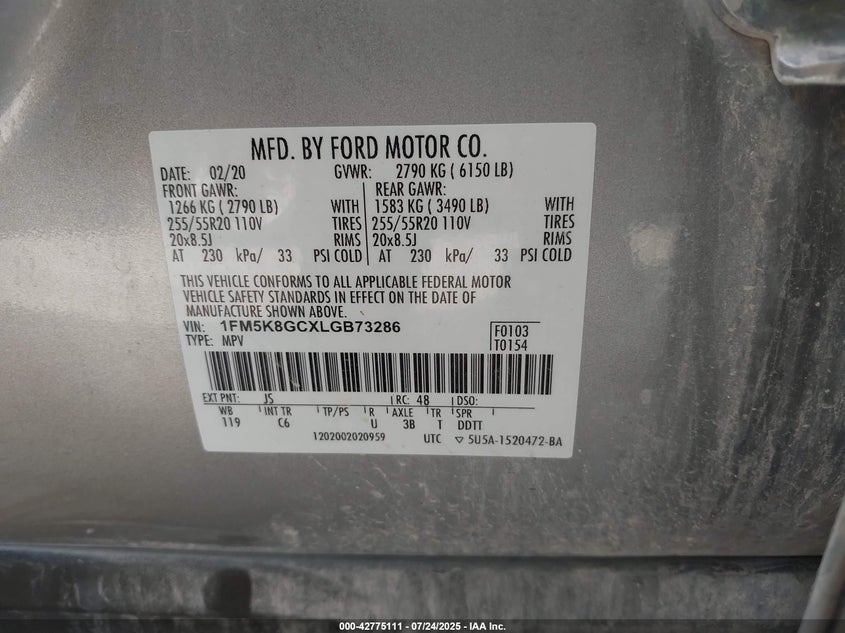 MFD. BY FORD MOTOR CO.
DATE: 02/20 GVWR: 2790 KG ( 6150 LB)
FRONT GAWR: REAR GAWR:
1266 KG ( 2790 LB) WITH 1583 KG ( 3490 LB) WITH
255/55R20 110V TIRES 255/55R20 110V TIRES
20x8.5J RIMS 20x8.5J RIMS
AT 230 kPa/ 33 PSI COLD AT 230 kPa/ 33 PSI COLD
THIS VEHICLE CONFORMS TO ALL APPLICABLE FEDERAL MOTOR
VEHICLE SAFETY STANDARDS IN EFFECT ON THE DATE OF
MANUFACTURE SHOWN ABOVE.
VIN: 1FM5K8GCXLGB73286 F0103
TYPE: MPV T0154
EXT PNT: JS RC: 48 DSO:
WB INT TR TP/PS R AXLE TR SPR
119 C6 U 3B T DDTT
1202002020959 UTC ▽ 5U5A-1520472-BA
000-42775111 - 07/24/2025 - IAA Inc.